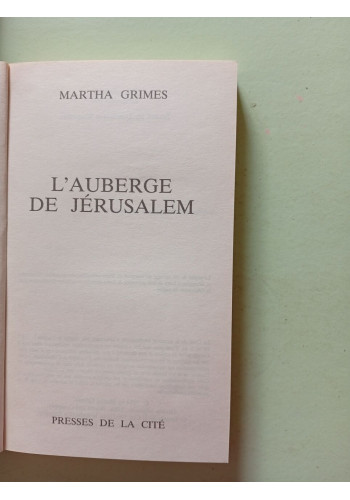 MARTHA GRIMES
L'AUBERGE
DE JÉRUSALEM
PRESSES DE LA CITÉ